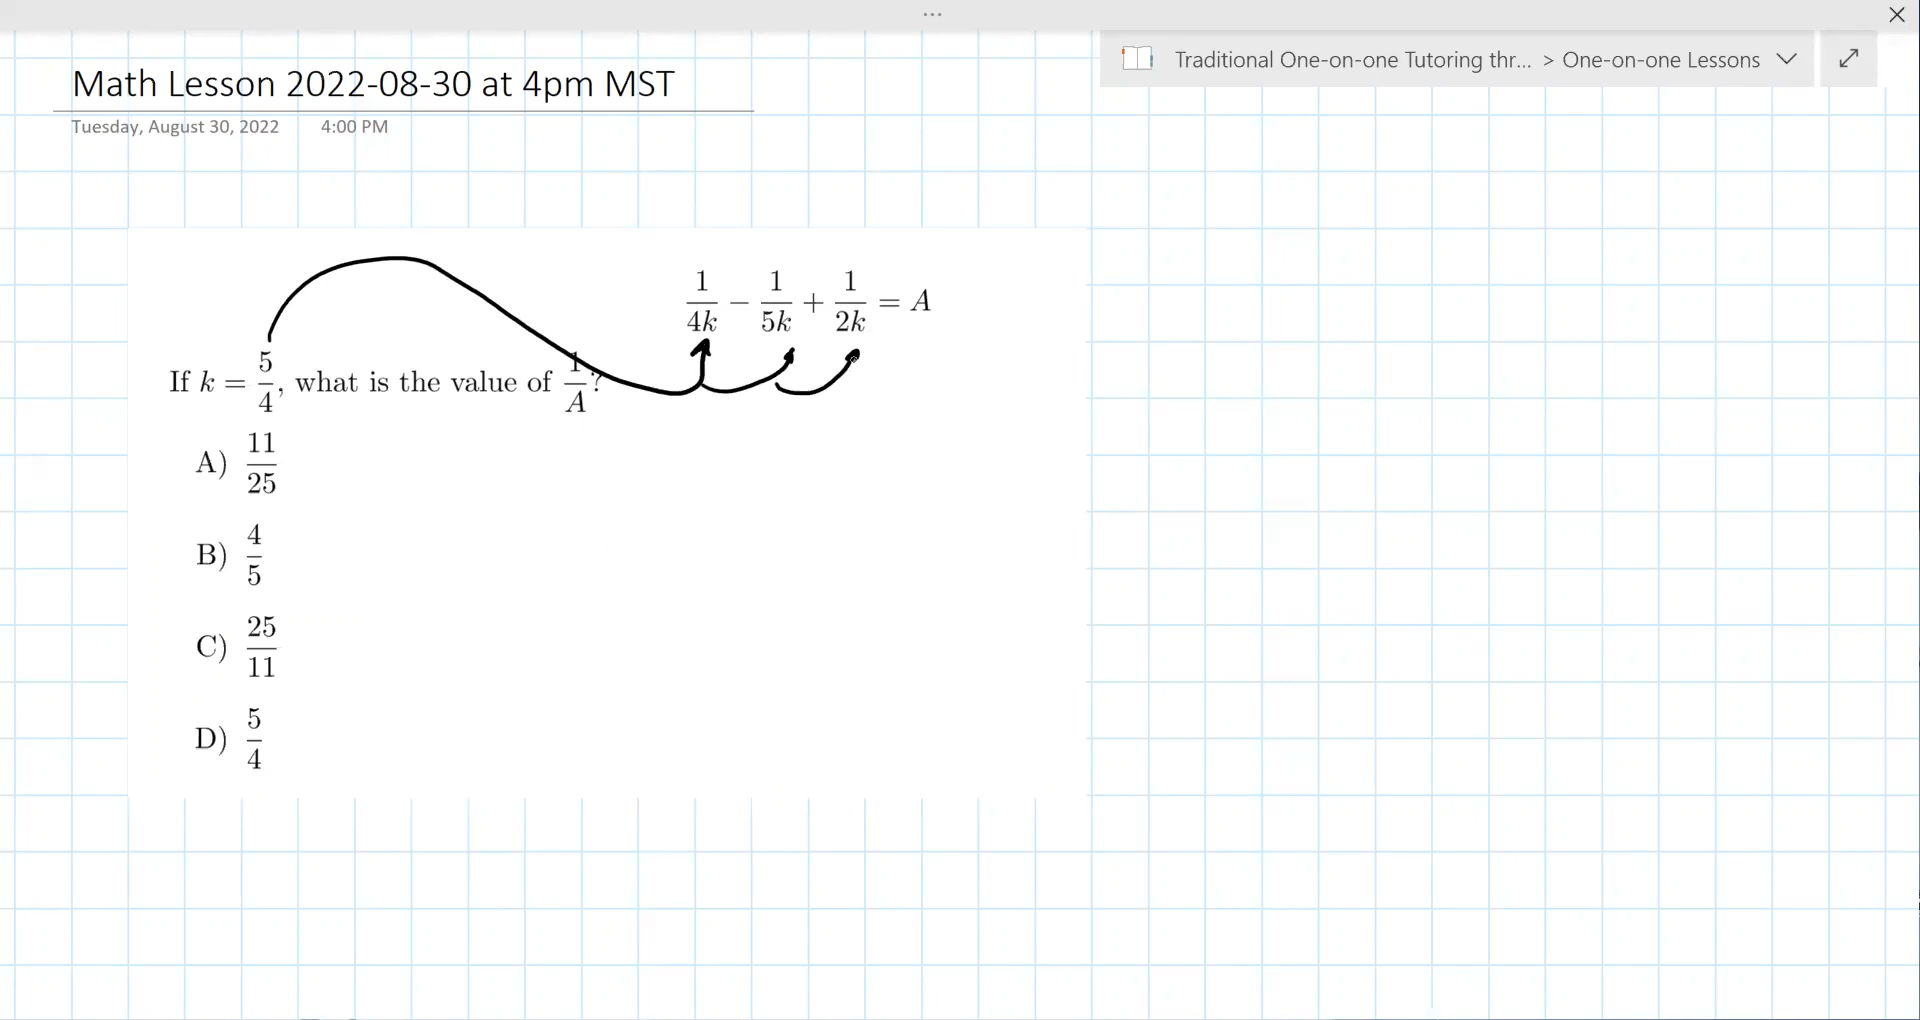 ...
Traditional One-on-one Tutoring thr... > One-on-one Lessons
Math Lesson 2022-08-30 at 4pm MST
Tuesday, August 30, 2022 4:00 PM
1/4k − 1/5k + 1/2k = A
If k = 5/4, what is the value of 1/A?
A) 11/25
B) 4/5
C) 25/11
D) 5/4